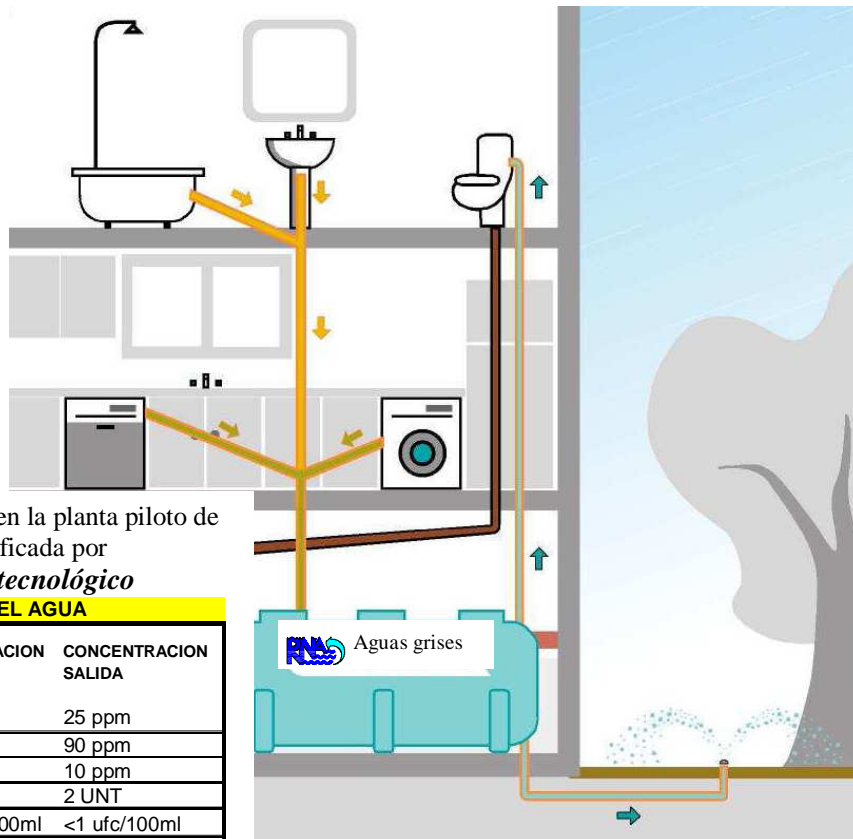 en la planta piloto de
ficada por
tecnológico
EL AGUA
ACION CONCENTRACION
SALIDA
25 ppm
90 ppm
10 ppm
2 UNT
00ml <1 ufc/100ml
Aguas grises